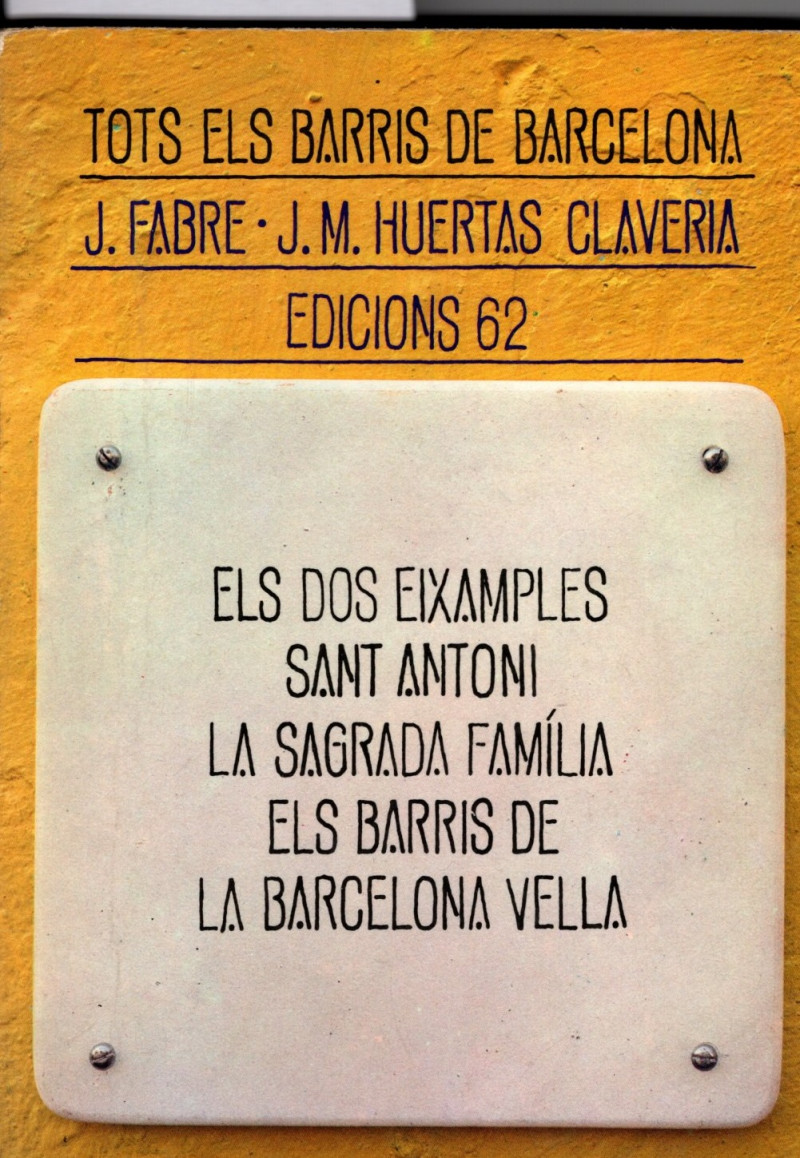 TOTS ELS BARRIS DE BARCELONA
J. FABRE · J. M. HUERTAS CLAVERIA
EDICIONS 62
ELS DOS EIXAMPLES
SANT ANTONI
LA SAGRADA FAMÍLIA
ELS BARRIS DE
LA BARCELONA VELLA